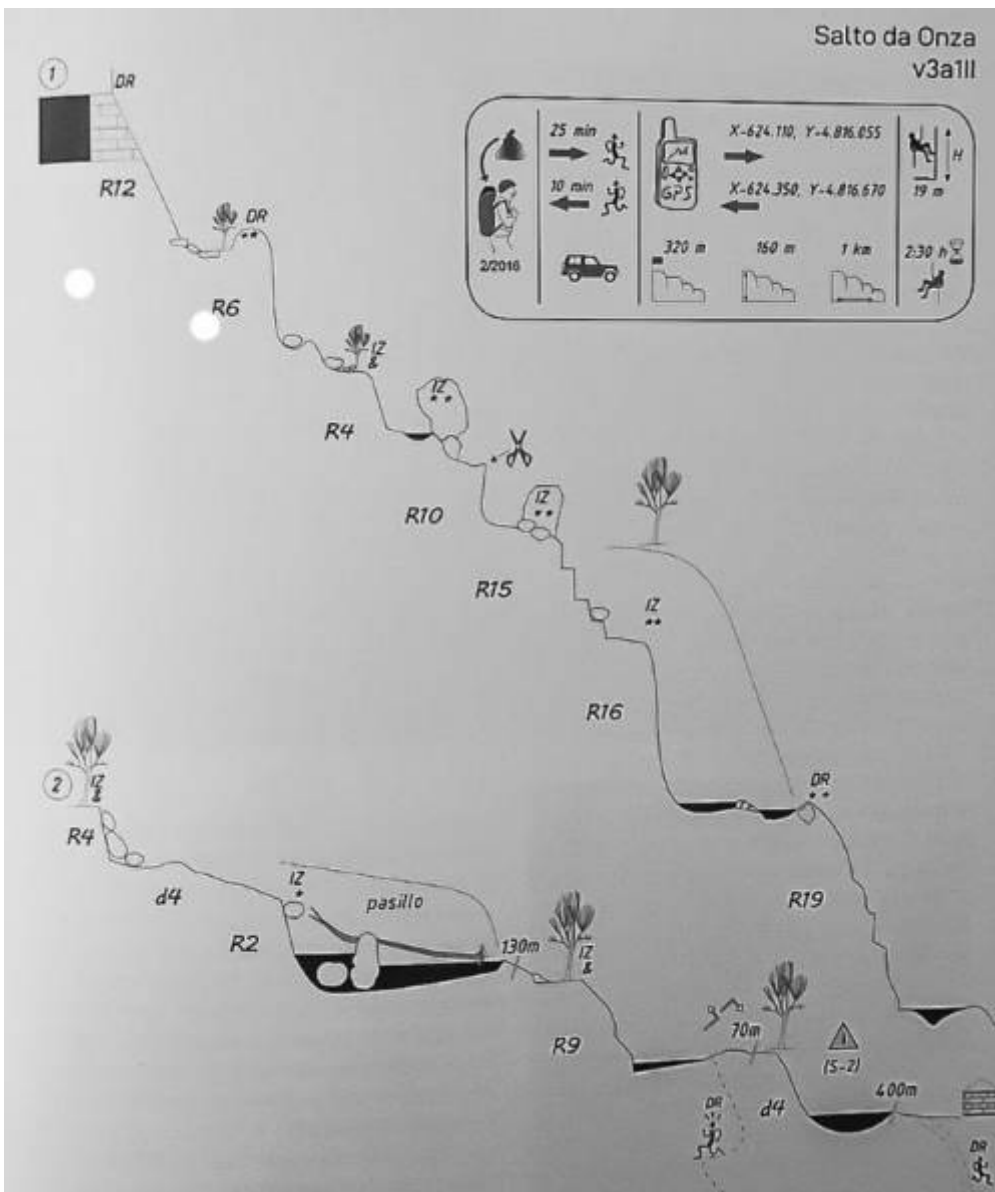 Salto da Onza
v3a1III
1
DR
25 min
X-624.110, Y-4.816.055
H
R12
10 min
GPS
X-624.350, Y-4.816.670
19 m
DR
2/2016
320 m
160 m
1 km
2:30 h
R6
IZ
&
IZ
R4
R10
IZ
R15
IZ
R16
2
IZ
&
DR
R4
d4
IZ
pasillo
R19
R2
130m
IZ
&
R9
70m
(S-2)
400m
DR
d4
DR